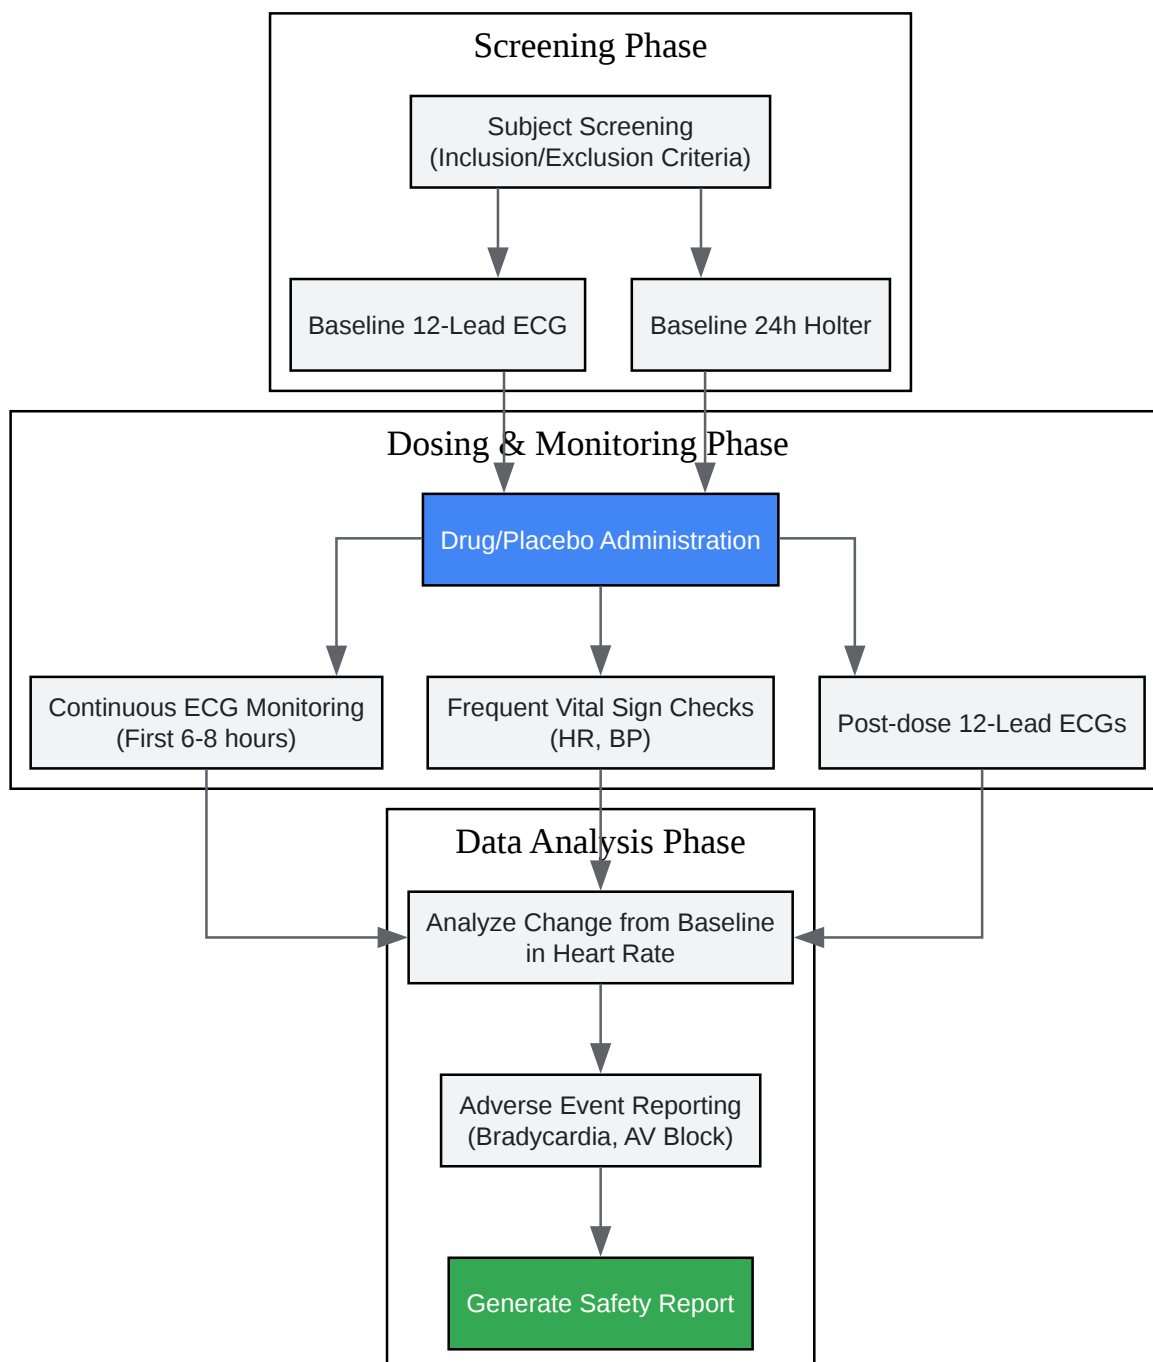 Screening Phase
Subject Screening
(Inclusion/Exclusion Criteria)
Baseline 12-Lead ECG
Baseline 24h Holter
Dosing & Monitoring Phase
Drug/Placebo Administration
Continuous ECG Monitoring
(First 6-8 hours)
Frequent Vital Sign Checks
(HR, BP)
Post-dose 12-Lead ECGs
Data Analysis Phase
Analyze Change from Baseline
in Heart Rate
Adverse Event Reporting
(Bradycardia, AV Block)
Generate Safety Report